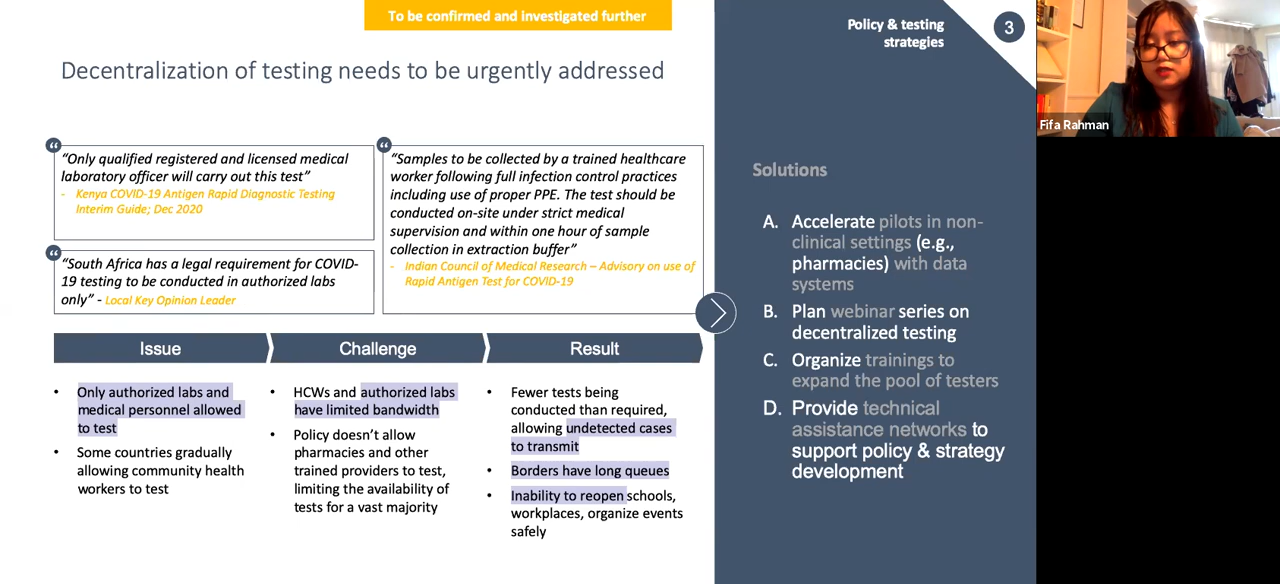 To be confirmed and investigated further
Policy & testing
strategies
3
Decentralization of testing needs to be urgently addressed
“
“Only qualified registered and licensed medical
laboratory officer will carry out this test”
- Kenya COVID-19 Antigen Rapid Diagnostic Testing
Interim Guide; Dec 2020
“
“South Africa has a legal requirement for COVID-
19 testing to be conducted in authorized labs
only” - Local Key Opinion Leader
“
“Samples to be collected by a trained healthcare
worker following full infection control practices
including use of proper PPE. The test should be
conducted on-site under strict medical
supervision and within one hour of sample
collection in extraction buffer”
- Indian Council of Medical Research – Advisory on use of
Rapid Antigen Test for COVID-19
Issue
• Only authorized labs and
medical personnel allowed
to test
• Some countries gradually
allowing community health
workers to test
Challenge
• HCWs and authorized labs
have limited bandwidth
• Policy doesn’t allow
pharmacies and other
trained providers to test,
limiting the availability of
tests for a vast majority
Result
• Fewer tests being
conducted than required,
allowing undetected cases
to transmit
• Borders have long queues
• Inability to reopen schools,
workplaces, organize events
safely
Solutions
A. Accelerate pilots in non-
clinical settings (e.g.,
pharmacies) with data
systems
B. Plan webinar series on
decentralized testing
C. Organize trainings to
expand the pool of testers
D. Provide technical
assistance networks to
support policy & strategy
development
Fifa Rahman